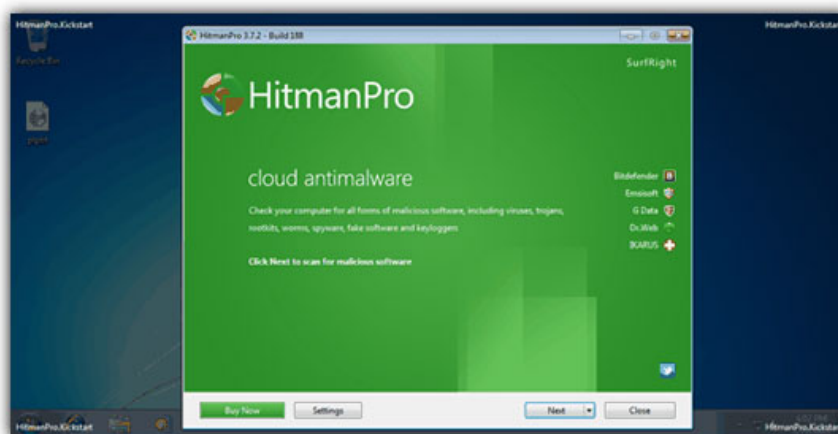 HitmanPro.Kickstart
HitmanPro.Kickstart
HitmanPro 3.7.2 - Build 188
Recycle Bin
SurfRight
HitmanPro
cloud antimalware
Check your computer for all forms of malicious software, including viruses, trojans,
rootkits, worms, spyware, fake software and keyloggers
Click Next to scan for malicious software
Bitdefender
Emsisoft
G Data
Dr.Web
IKARUS
Buy Now
Settings
Next
Close
HitmanPro.Kickstart
HitmanPro.Kickstart